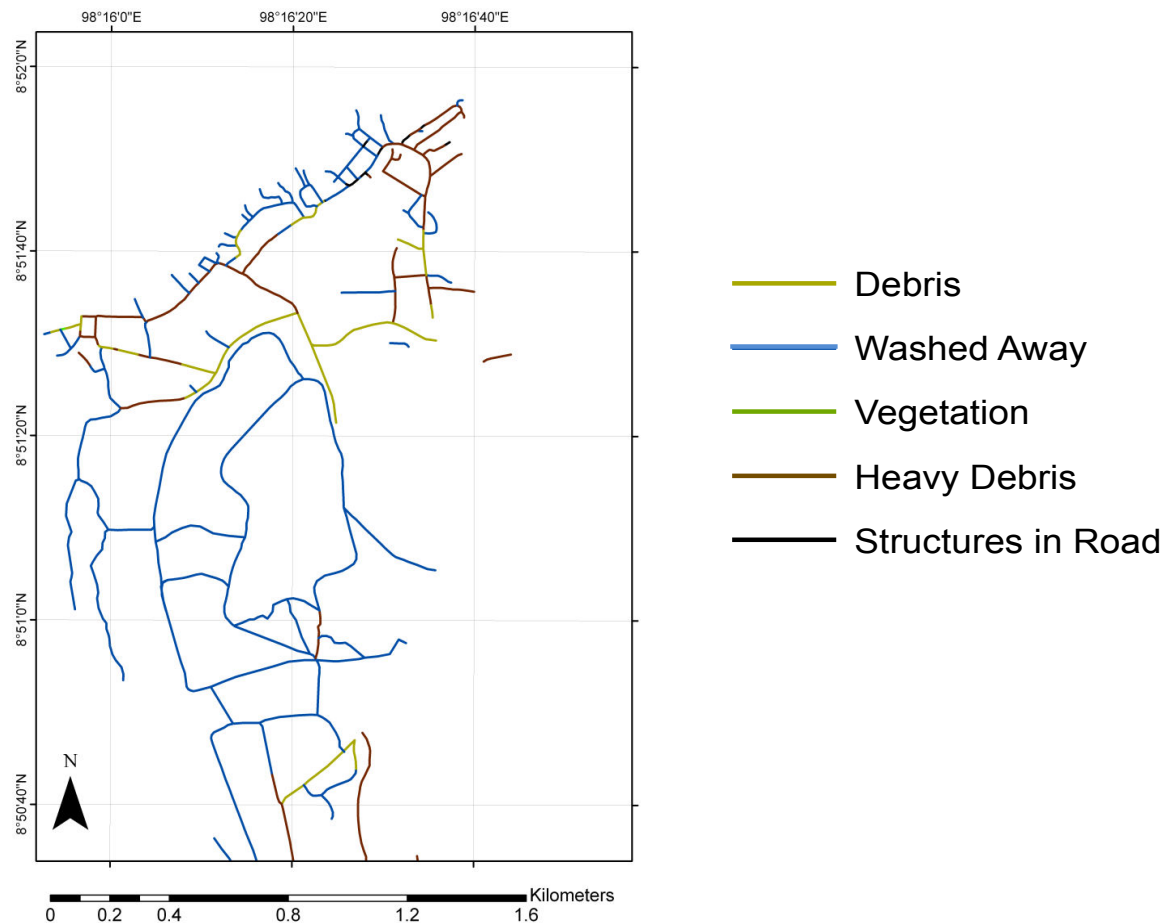 98°16'0"E 98°16'20"E 98°16'40"E
8°52'0"N
8°51'40"N
8°51'20"N
8°51'0"N
8°50'40"N
N
Debris
Washed Away
Vegetation
Heavy Debris
Structures in Road
Kilometers
0 0.2 0.4 0.8 1.2 1.6